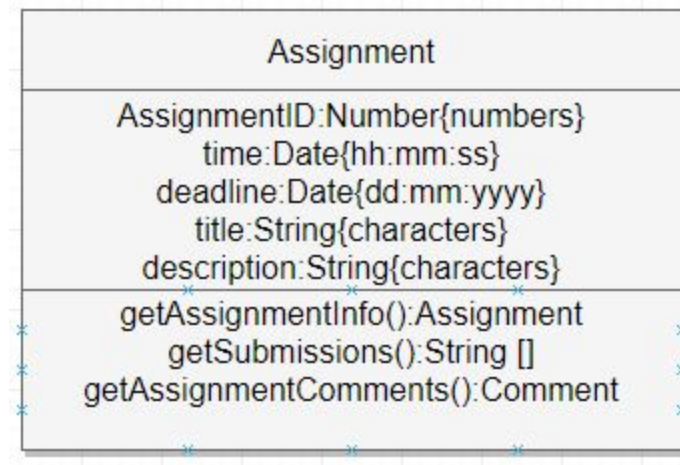 Assignment
AssignmentID:Number{numbers}
time:Date{hh:mm:ss}
deadline:Date{dd:mm:yyyy}
title:String{characters}
description:String{characters}
getAssignmentInfo():Assignment
getSubmissions():String []
getAssignmentComments():Comment